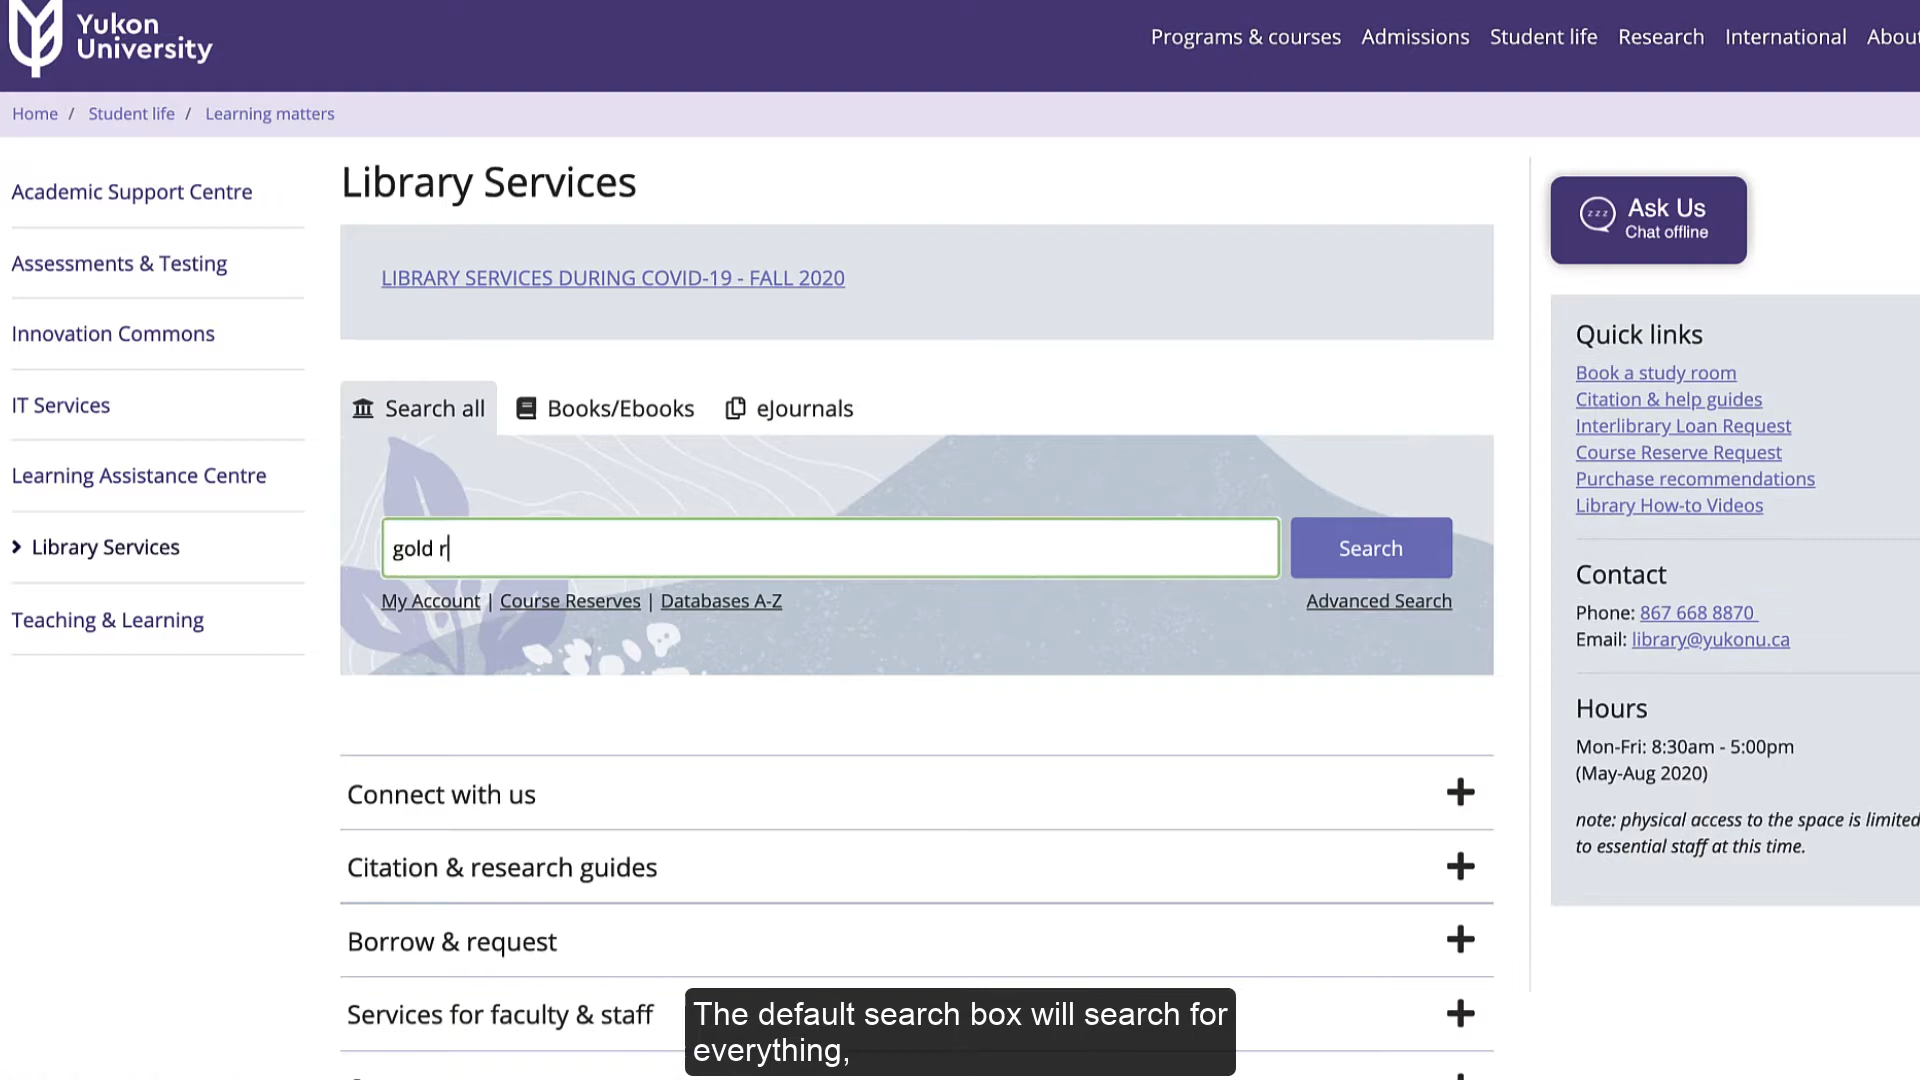 Yukon
University
Programs & courses Admissions Student life Research International About
Home / Student life / Learning matters
Academic Support Centre
Assessments & Testing
Innovation Commons
IT Services
Learning Assistance Centre
Library Services
Teaching & Learning
Library Services
LIBRARY SERVICES DURING COVID-19 - FALL 2020
Search all Books/Ebooks eJournals
gold r
Search
My Account | Course Reserves | Databases A-Z
Advanced Search
Connect with us
Citation & research guides
Borrow & request
Services for faculty & staff
zzz
Ask Us
Chat offline
Quick links
Book a study room
Citation & help guides
Interlibrary Loan Request
Course Reserve Request
Purchase recommendations
Library How-to Videos
Contact
Phone: 867 668 8870
Email: library@yukonu.ca
Hours
Mon-Fri: 8:30am - 5:00pm
(May-Aug 2020)
note: physical access to the space is limited
to essential staff at this time.
The default search box will search for
everything,